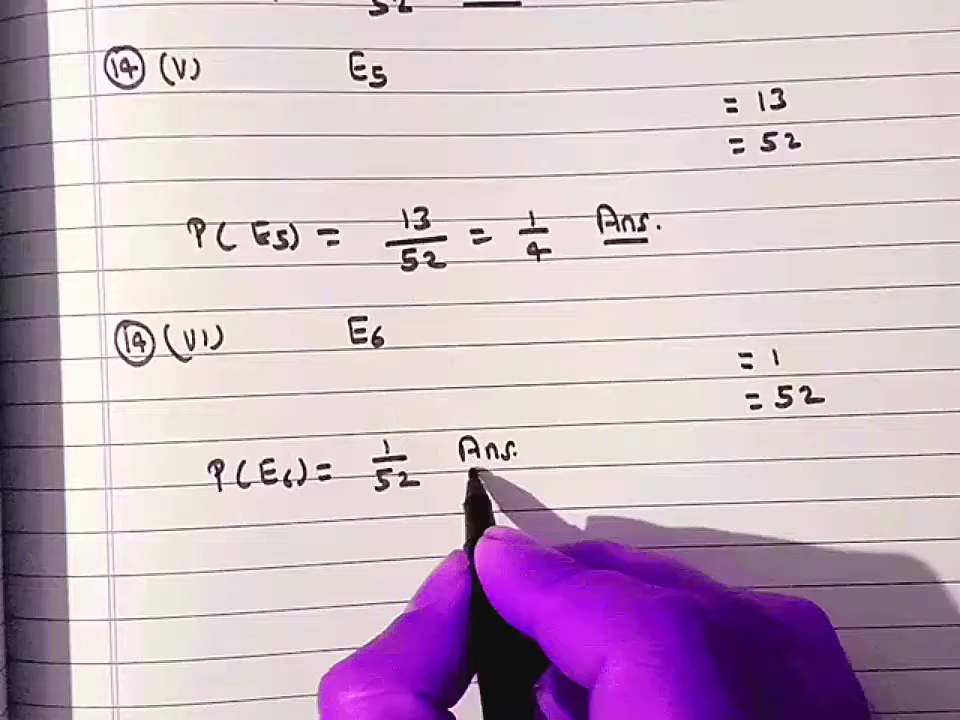 52
14 (V) E5
= 13
= 52
P(E5) = 13/52 = 1/4 Ans.
14 (VI) E6
= 1
= 52
P(E6) = 1/52 Ans.